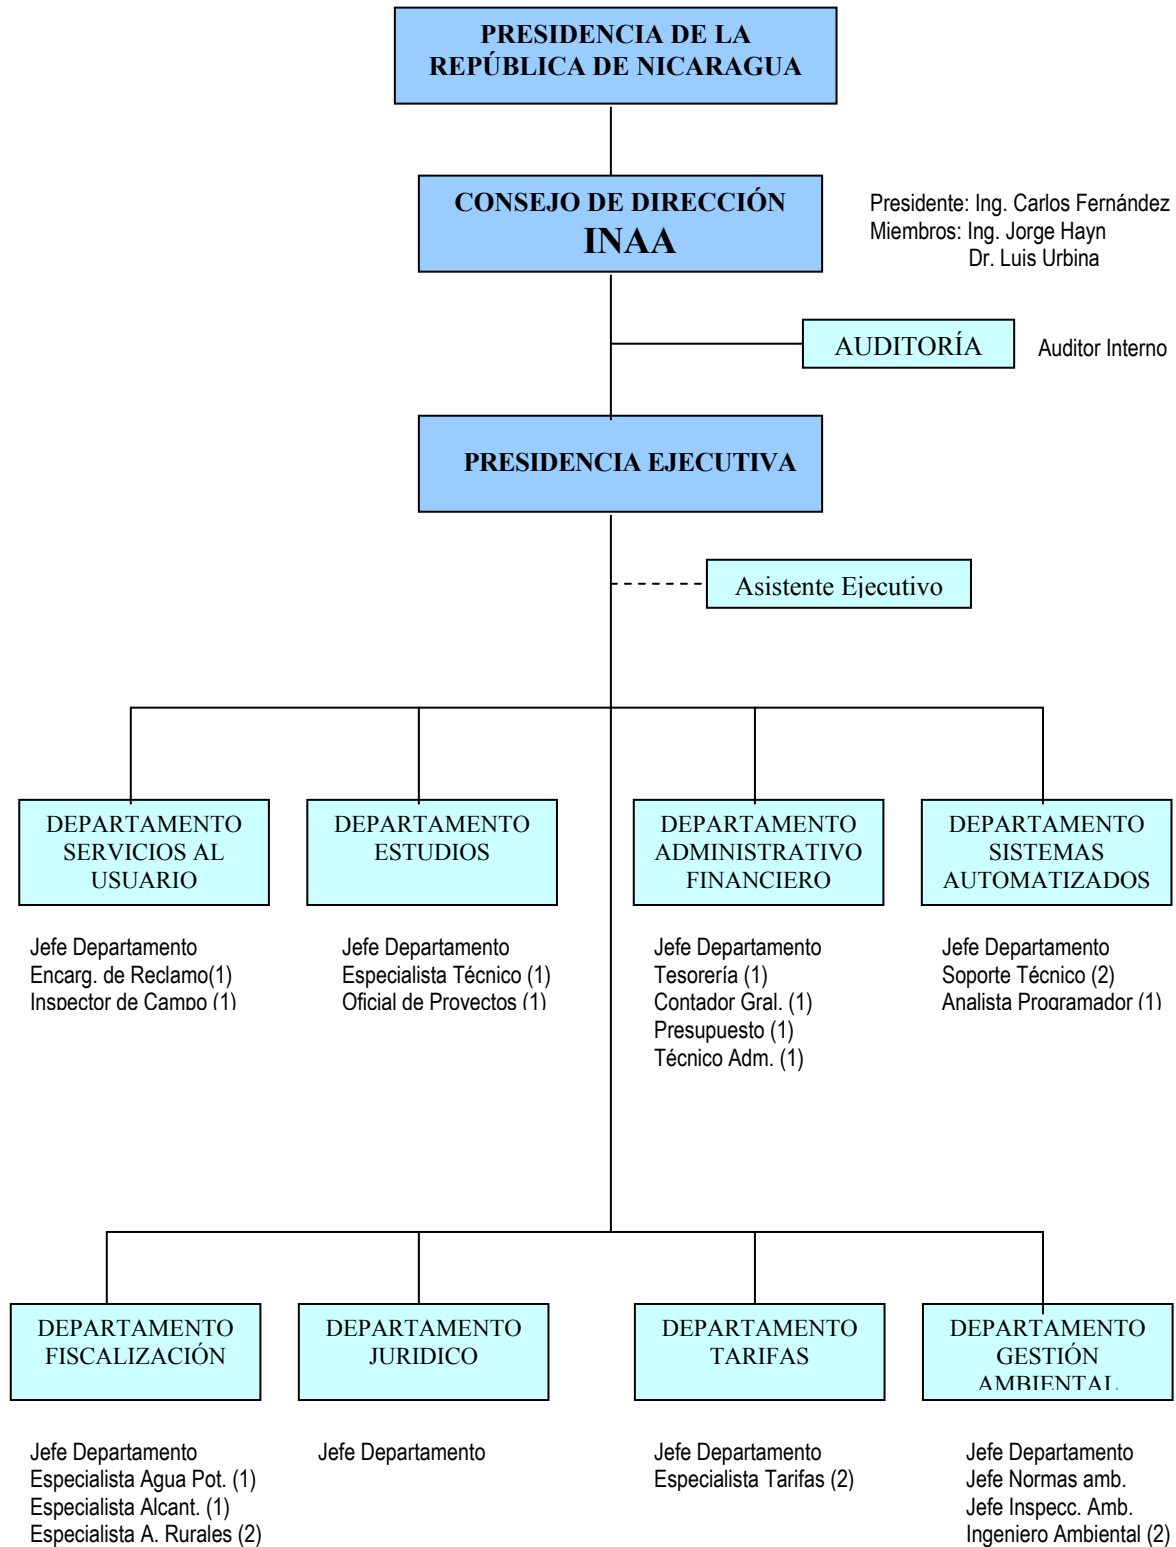 PRESIDENCIA DE LA
REPÚBLICA DE NICARAGUA
CONSEJO DE DIRECCIÓN
INAA
Presidente: Ing. Carlos Fernández
Miembros: Ing. Jorge Hayn
Dr. Luis Urbina
AUDITORÍA
Auditor Interno
PRESIDENCIA EJECUTIVA
Asistente Ejecutivo
DEPARTAMENTO
SERVICIOS AL
USUARIO
DEPARTAMENTO
ESTUDIOS
DEPARTAMENTO
ADMINISTRATIVO
FINANCIERO
DEPARTAMENTO
SISTEMAS
AUTOMATIZADOS
Jefe Departamento
Encarg. de Reclamo(1)
Inspector de Campo (1)
Jefe Departamento
Especialista Técnico (1)
Oficial de Proyectos (1)
Jefe Departamento
Tesorería (1)
Contador Gral. (1)
Presupuesto (1)
Técnico Adm. (1)
Jefe Departamento
Soporte Técnico (2)
Analista Programador (1)
DEPARTAMENTO
FISCALIZACIÓN
DEPARTAMENTO
JURIDICO
DEPARTAMENTO
TARIFAS
DEPARTAMENTO
GESTIÓN
AMBIENTAL
Jefe Departamento
Especialista Agua Pot. (1)
Especialista Alcant. (1)
Especialista A. Rurales (2)
Jefe Departamento
Jefe Departamento
Especialista Tarifas (2)
Jefe Departamento
Jefe Normas amb.
Jefe Inspecc. Amb.
Ingeniero Ambiental (2)